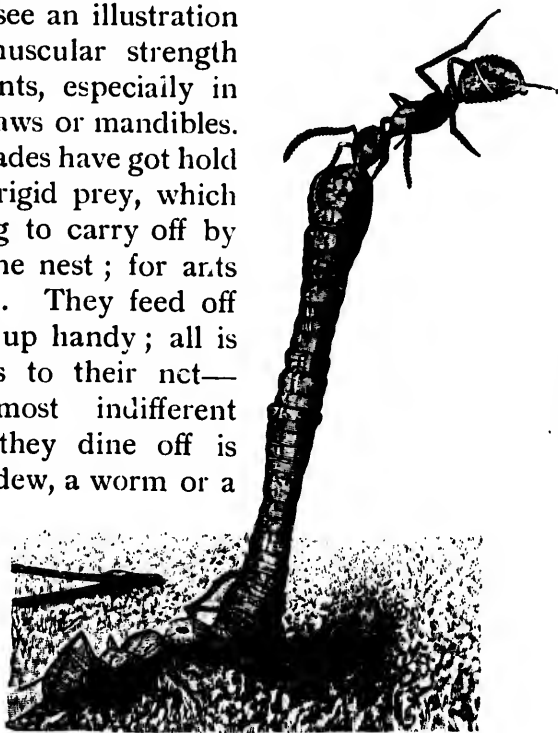 see an illustration
nuscular strength
nts, especially in
aws or mandibles.
ades have got hold
rigid prey, which
g to carry off by
ne nest ; for ants
. They feed off
up handy ; all is
s to their net—
most indifferent
they dine off is
dew, a worm or a